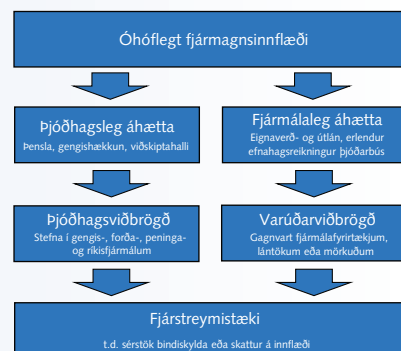 Óhóflegt fjármagnsinnflæði
Þjóðhagsleg áhætta
Þensla, gengishækkun, viðskiptahalli
Fjármálaleg áhætta
Eignaverð- og útlán, erlendur
efnahagsreikningur þjóðarbús
Þjóðhagsviðbrögð
Stefna í gengis-, forða-, peninga-
og ríkisfjármálum
Varúðarviðbrögð
Gagnvart fjármálafyrirtækjum,
lántökum eða mörkuðum
Fjárstreymistæki
t.d. sérstök bindiskylda eða skattur á innflæði